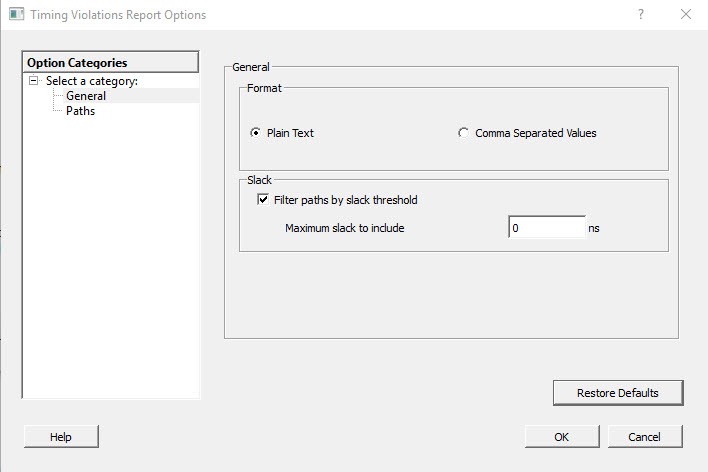 Timing Violations Report Options
?
Option Categories
Select a category:
General
Paths
General
Format
Plain Text
Comma Separated Values
Slack
Filter paths by slack threshold
Maximum slack to include
0
ns
Restore Defaults
Help
OK
Cancel